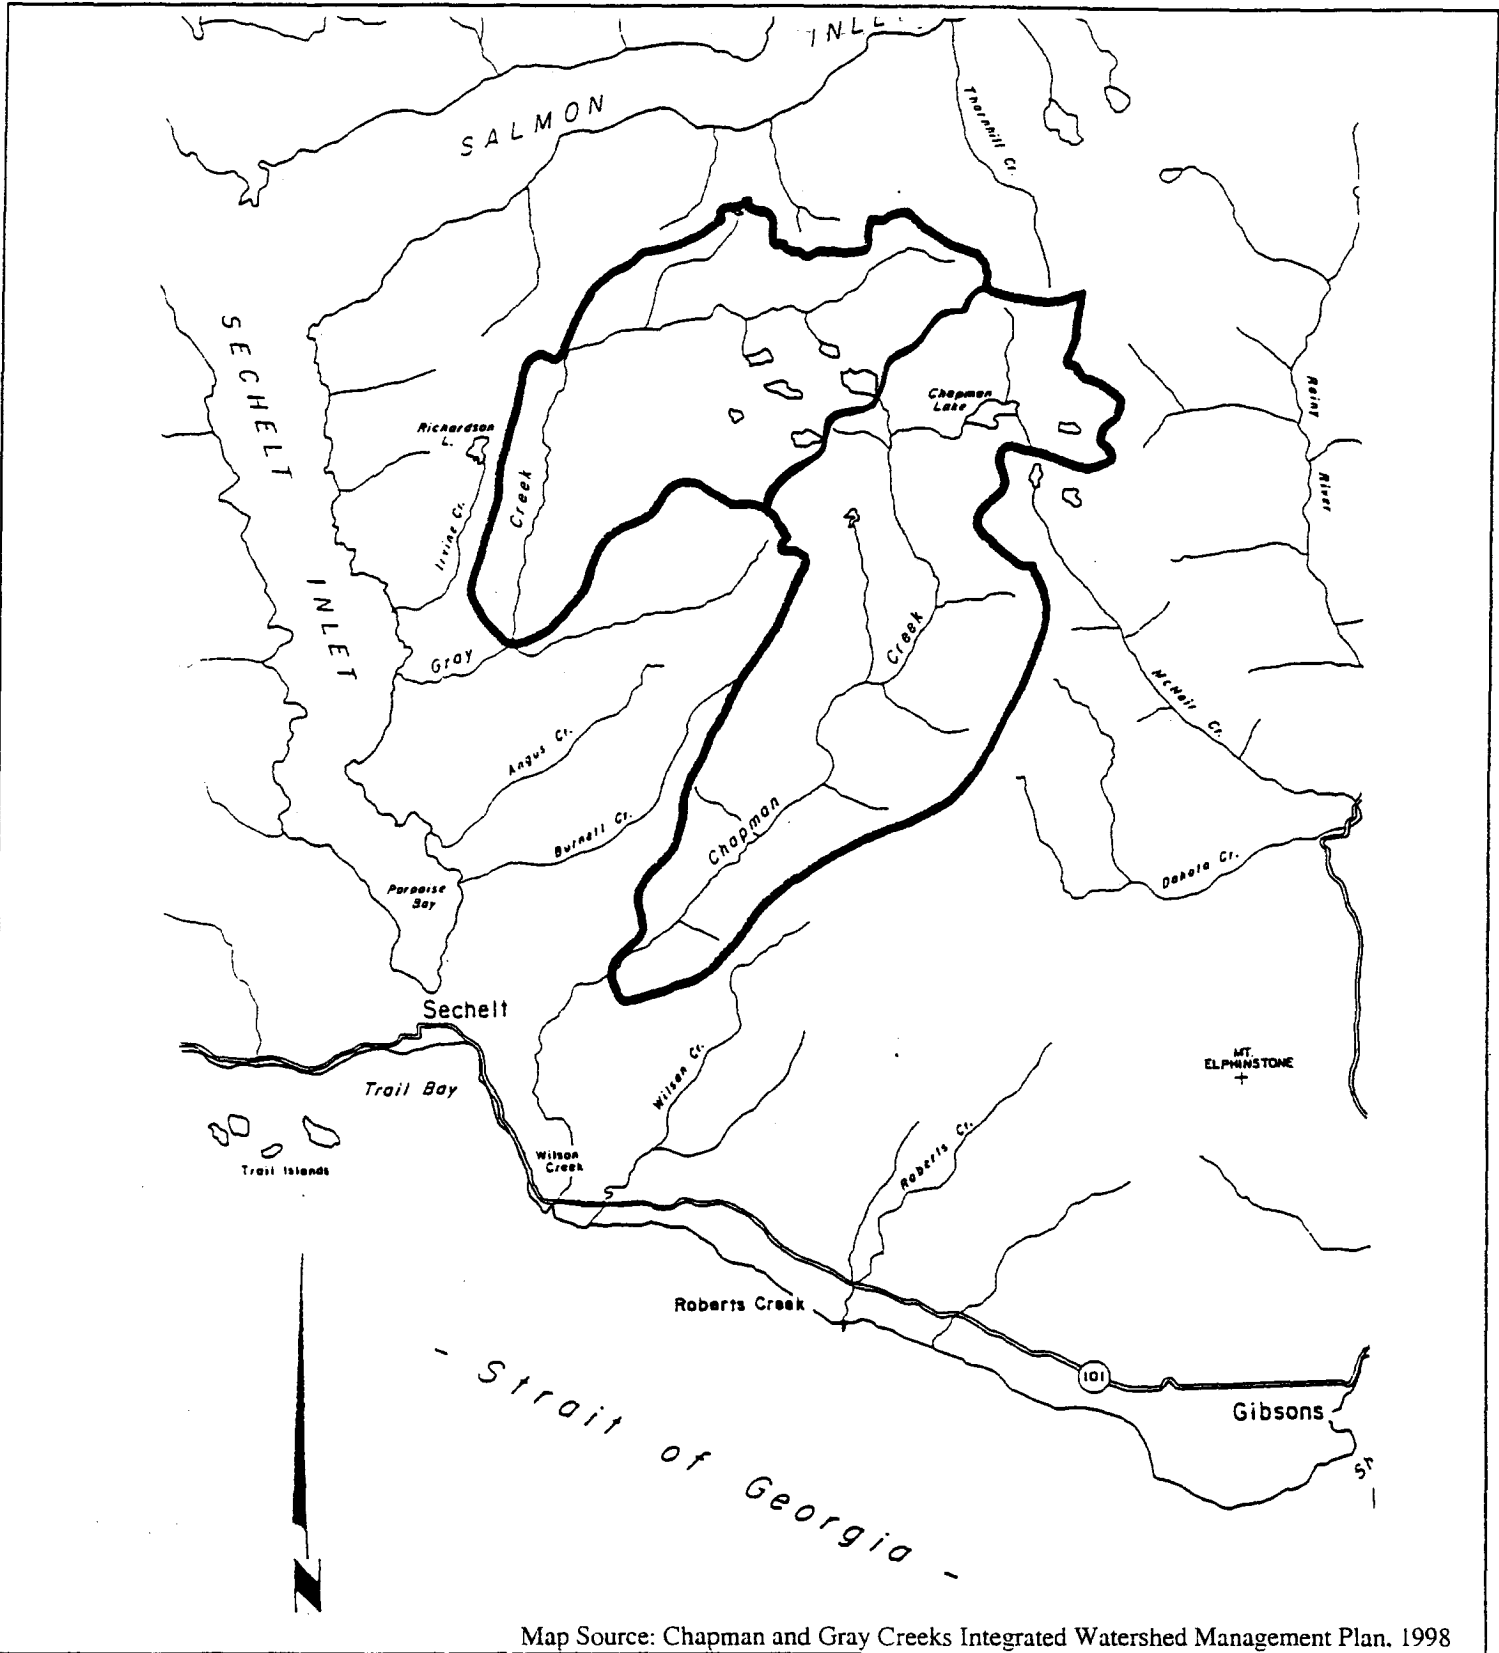 INLET
SALMON
Thornhill Cr.
SECHELT
INLET
Richardson
L.
Chapman
Lake
Rainy
River
Irvine Cr.
Creek
Gray
Creek
Angus Cr.
McNair Cr.
Burnett Cr.
Chapman
Dakota Cr.
Porpoise
Bay
Sechelt
Trail Bay
Wilson Cr.
MT.
ELPHINSTONE
Trail Islands
Wilson
Creek
Roberts Cr.
Roberts Creek
101
Gibsons
- Strait of Georgia -
N
Map Source: Chapman and Gray Creeks Integrated Watershed Management Plan. 1998